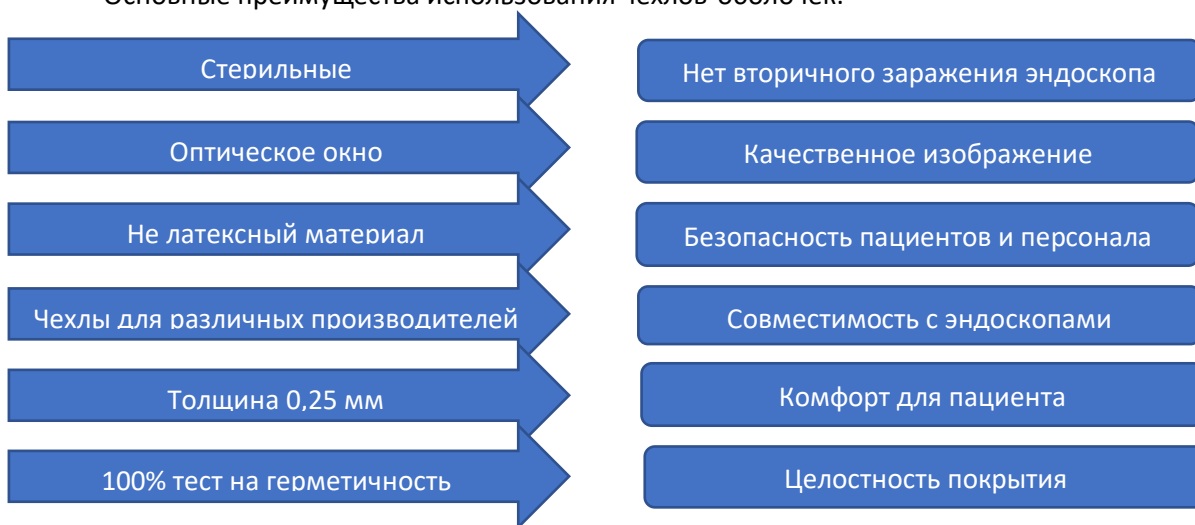 Основные преимущества использования чехлов-оболочек:
Стерильные
Нет вторичного заражения эндоскопа
Оптическое окно
Качественное изображение
Не латексный материал
Безопасность пациентов и персонала
Чехлы для различных производителей
Совместимость с эндоскопами
Толщина 0,25 мм
Комфорт для пациента
100% тест на герметичность
Целостность покрытия